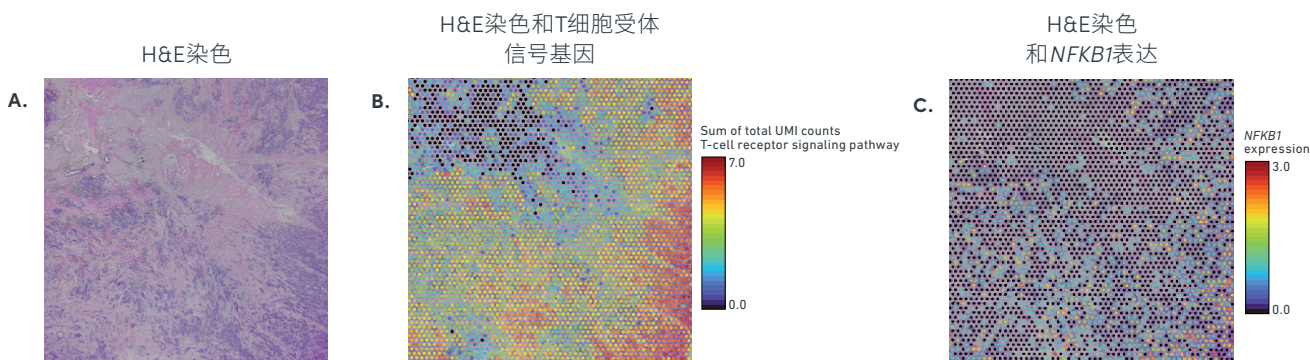 H&E染色
A.
H&E染色和T细胞受体
信号基因
B.
Sum of total UMI counts
T-cell receptor signaling pathway
7.0
0.0
H&E染色
和NFKB1表达
C.
NFKB1
expression
3.0
0.0